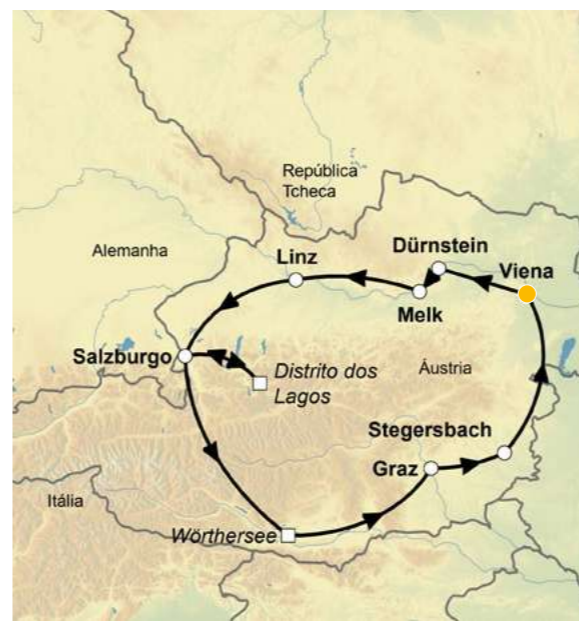 República
Tcheca
Alemanha
Linz
Dürnstein
Viena
Melk
Salzburgo
Distrito dos
Lagos
Áustria
Stegersbach
Graz
Itália
Wörthersee